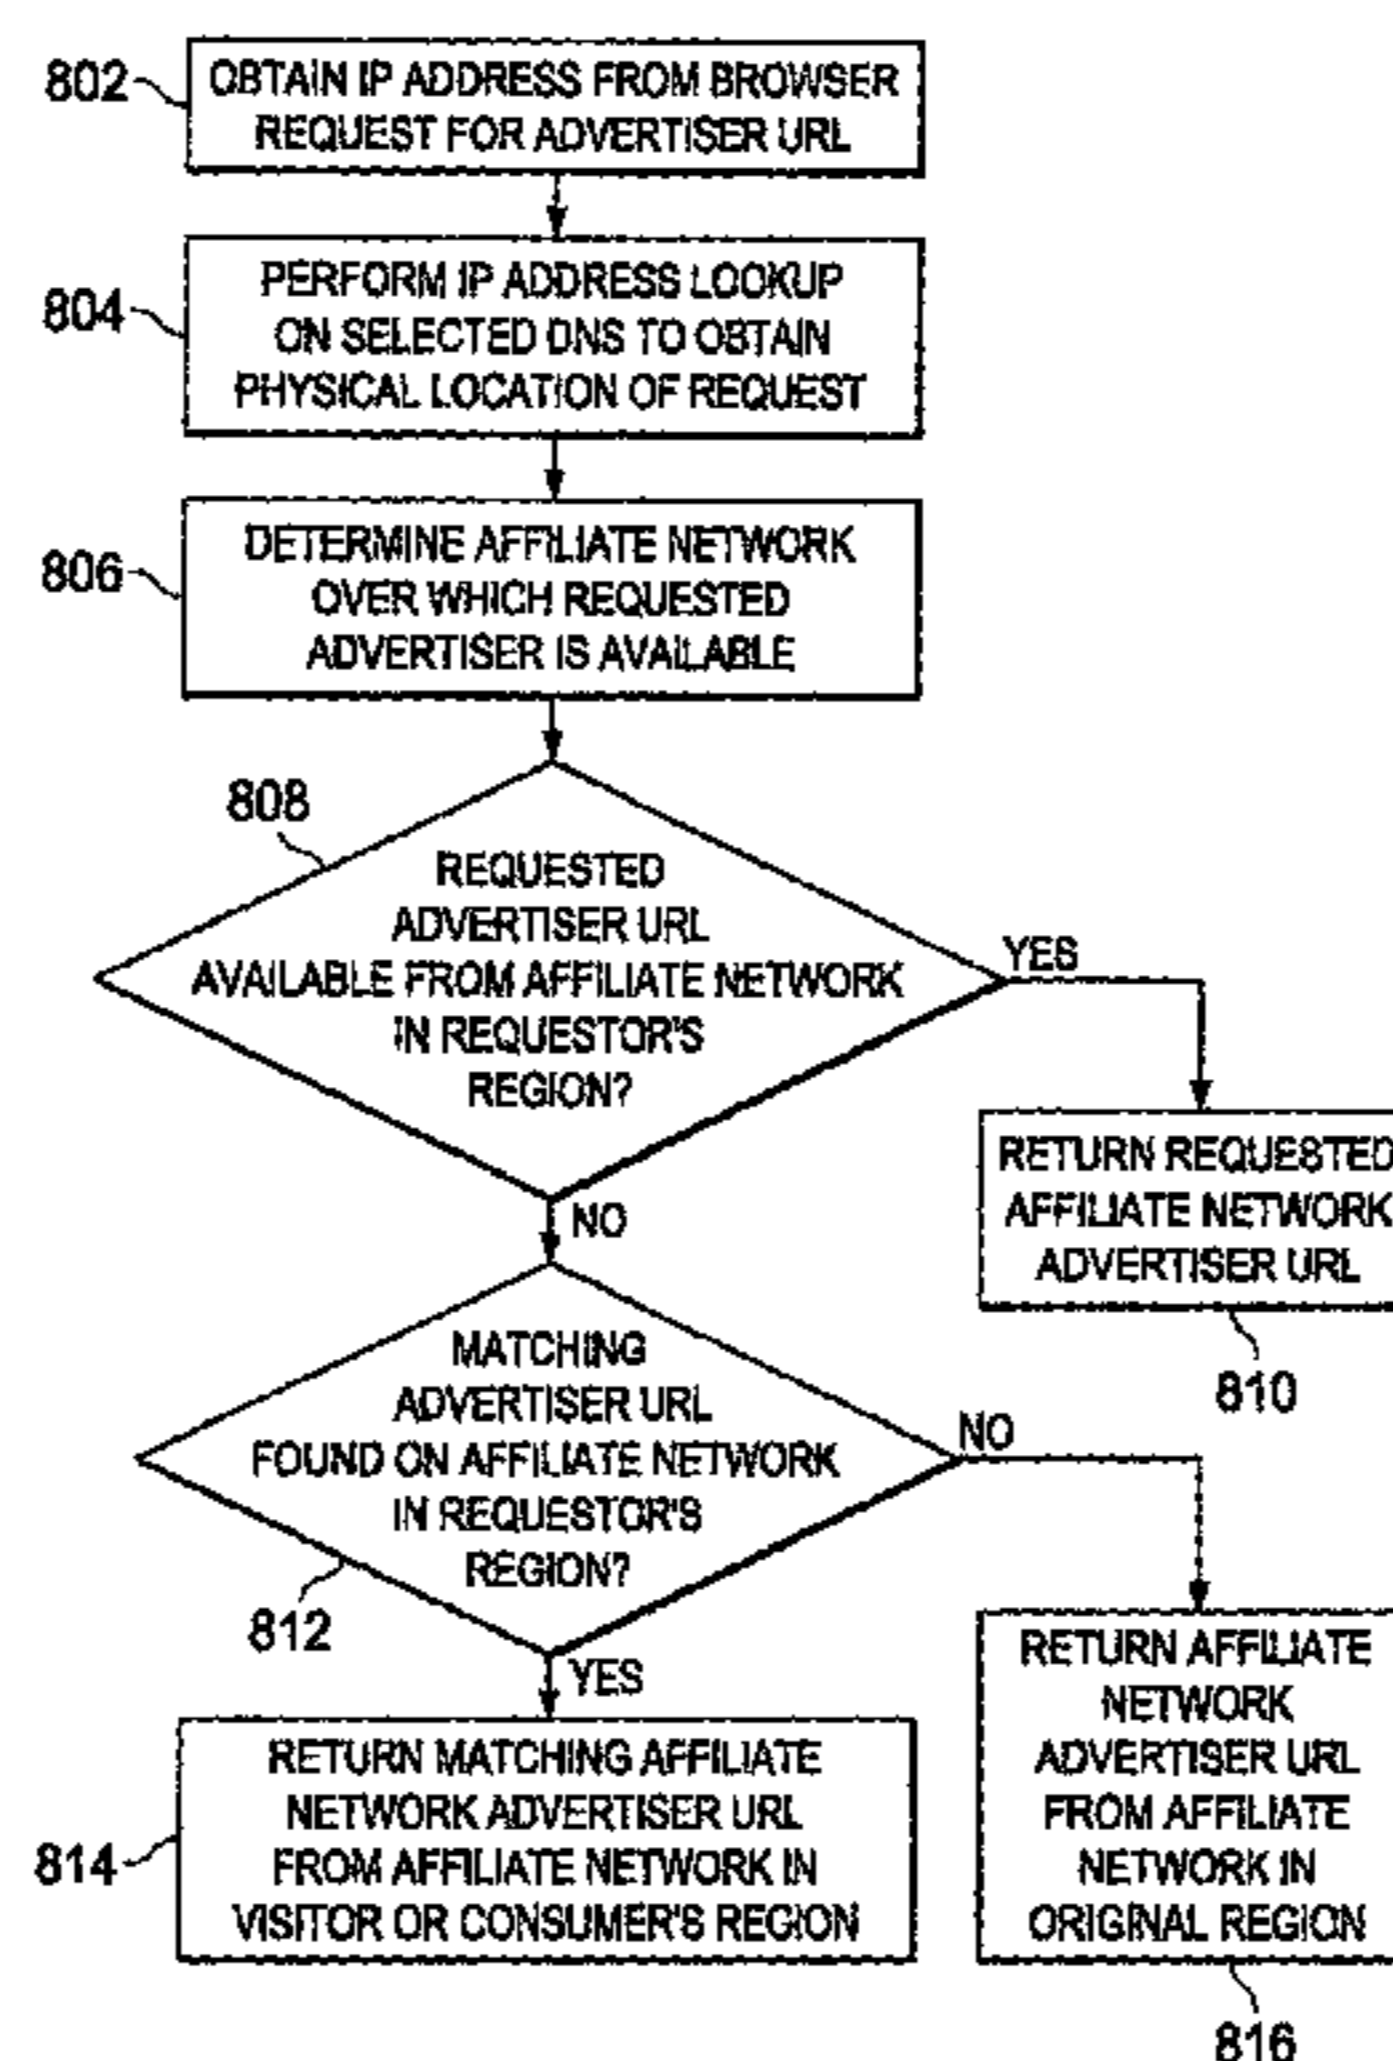 802
OBTAIN IP ADDRESS FROM BROWSER
REQUEST FOR ADVERTISER URL
804
PERFORM IP ADDRESS LOOKUP
ON SELECTED DNS TO OBTAIN
PHYSICAL LOCATION OF REQUEST
806
DETERMINE AFFILIATE NETWORK
OVER WHICH REQUESTED
ADVERTISER IS AVAILABLE
808
REQUESTED
ADVERTISER URL
AVAILABLE FROM AFFILIATE NETWORK
IN REQUESTOR'S
REGION?
YES
NO
RETURN REQUESTED
AFFILIATE NETWORK
ADVERTISER URL
810
MATCHING
ADVERTISER URL
FOUND ON AFFILIATE NETWORK
IN REQUESTOR'S
REGION?
812
NO
YES
814
RETURN MATCHING AFFILIATE
NETWORK ADVERTISER URL
FROM AFFILIATE NETWORK IN
VISITOR OR CONSUMER'S REGION
RETURN AFFILIATE
NETWORK
ADVERTISER URL
FROM AFFILIATE
NETWORK IN
ORIGINAL REGION
816